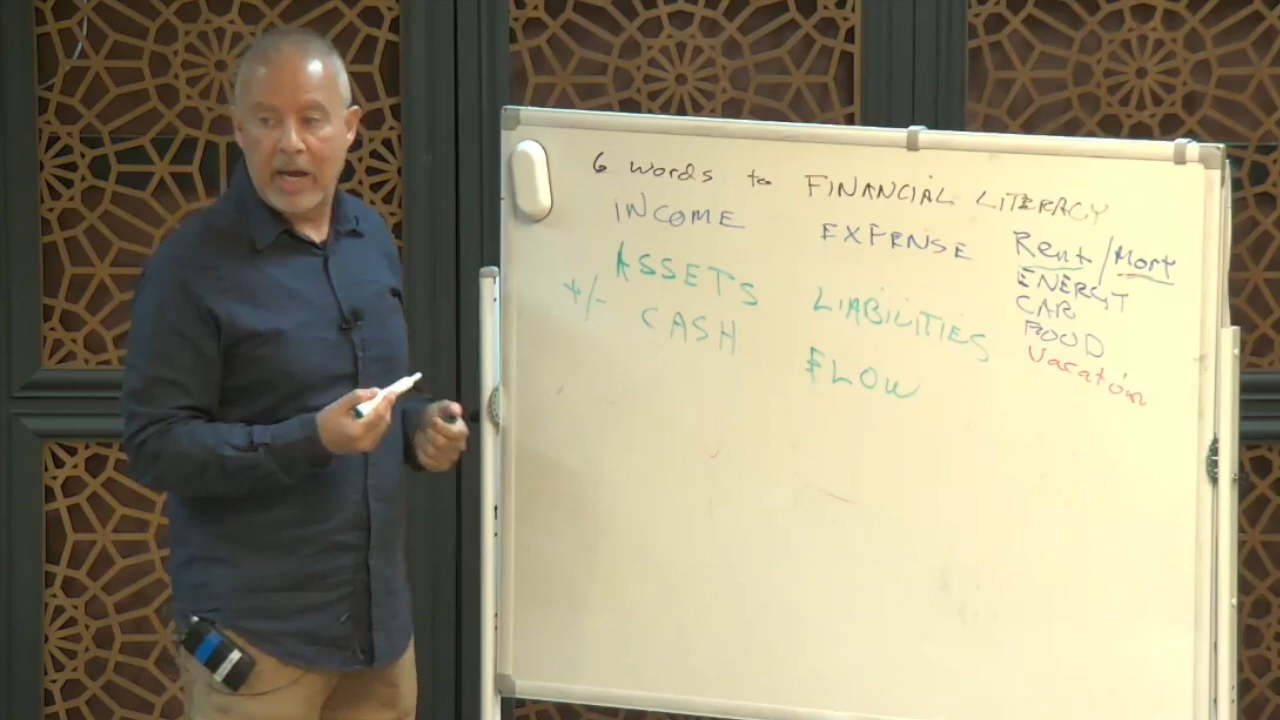 6 words to FINANCIAL LITERACY
INCOME EXPENSE Rent/Mort
ASSETS LIABILITIES ENERGY
+/- CASH FLOW CAR
FOOD
Vacation